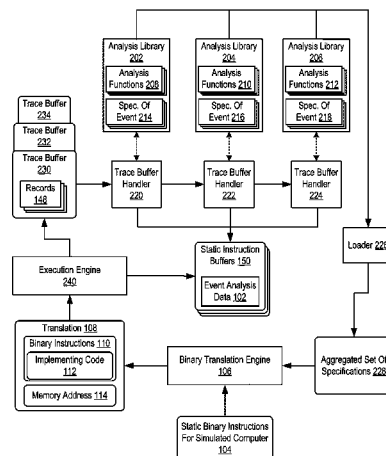 Analysis Library
202
Analysis
Functions 208
Spec. Of
Event 214
Analysis Library
204
Analysis
Functions 210
Spec. Of
Event 216
Analysis Library
206
Analysis
Functions 212
Spec. Of
Event 218
Trace Buffer
234
Trace Buffer
232
Trace Buffer
230
Records
148
Trace Buffer
Handler
220
Trace Buffer
Handler
222
Trace Buffer
Handler
224
Static Instruction
Buffers 150
Event Analysis
Data 102
Loader 226
Execution Engine
240
Translation 108
Binary Instructions 110
Implementing Code
112
Memory Address 114
Binary Translation Engine
106
Aggregated Set Of
Specifications 228
Static Binary Instructions
For Simulated Computer
104